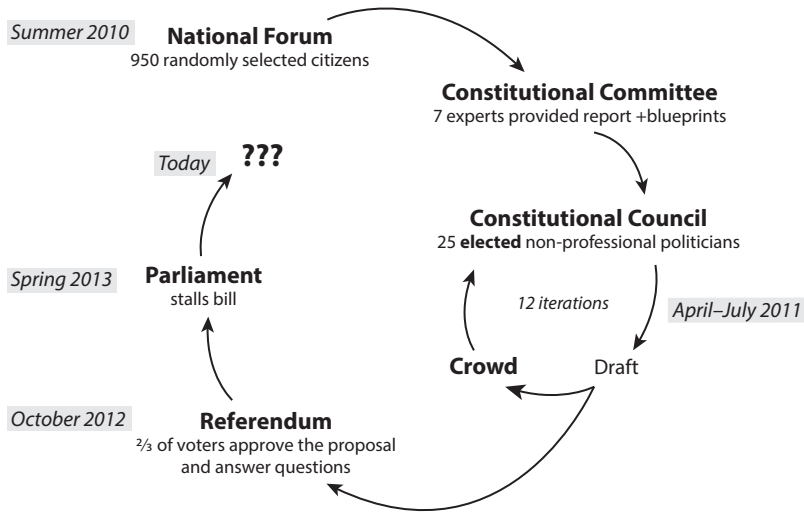 Summer 2010
National Forum
950 randomly selected citizens
Constitutional Committee
7 experts provided report +blueprints
Constitutional Council
25 elected non-professional politicians
12 iterations
April–July 2011
Crowd
Draft
October 2012
Referendum
⅔ of voters approve the proposal
and answer questions
Spring 2013
Parliament
stalls bill
Today
???